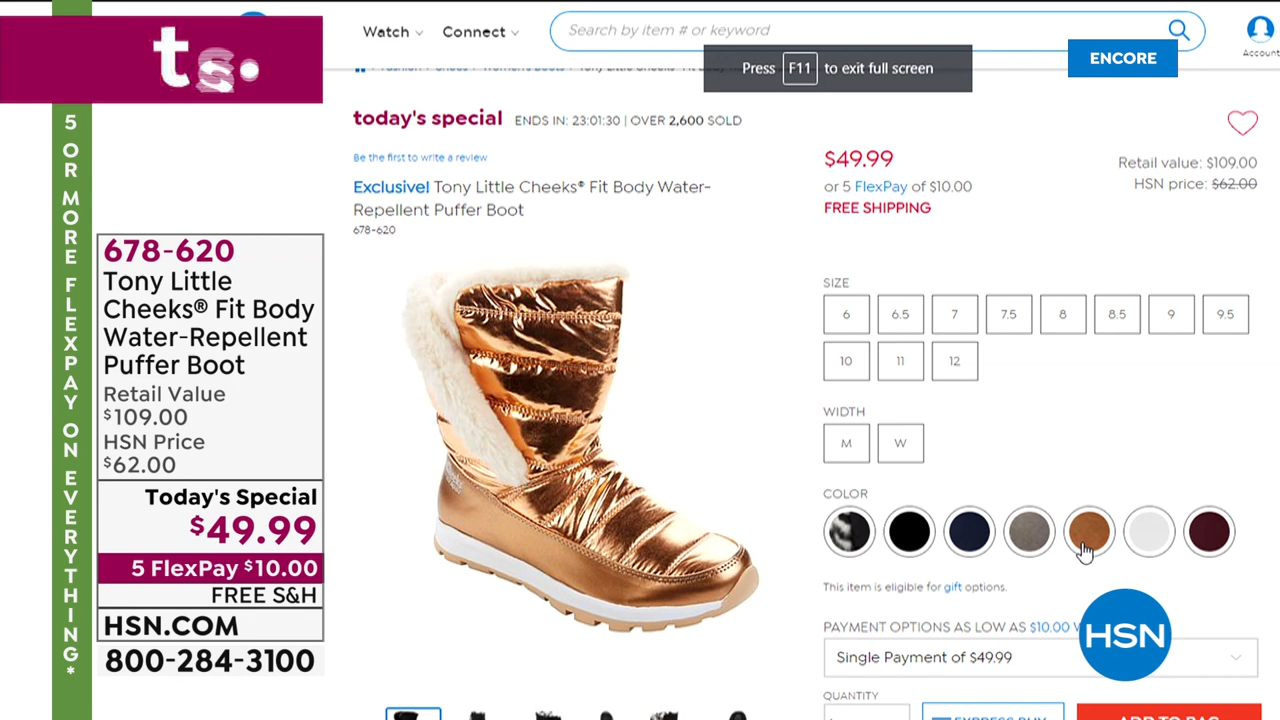 ts.
5 OR MORE FLEXPAY ON EVERYTHING*
678-620
Tony Little
Cheeks® Fit Body
Water-Repellent
Puffer Boot
Retail Value
$109.00
HSN Price
$62.00
Today's Special
$49.99
5 FlexPay $10.00
FREE S&H
HSN.COM
800-284-3100
Watch
Connect
Search by item # or keyword
Account
Press F11 to exit full screen
ENCORE
today's special ENDS IN: 23:01:30 | OVER 2,600 SOLD
Be the first to write a review
Exclusive! Tony Little Cheeks® Fit Body Water-
Repellent Puffer Boot
678-620
$49.99
or 5 FlexPay of $10.00
FREE SHIPPING
Retail value: $109.00
HSN price: $62.00
SIZE
6 6.5 7 7.5 8 8.5 9 9.5
10 11 12
WIDTH
M W
COLOR
This item is eligible for gift options.
PAYMENT OPTIONS AS LOW AS $10.00
HSN
Single Payment of $49.99
QUANTITY
EXPRESS BUY
ADD TO BAG